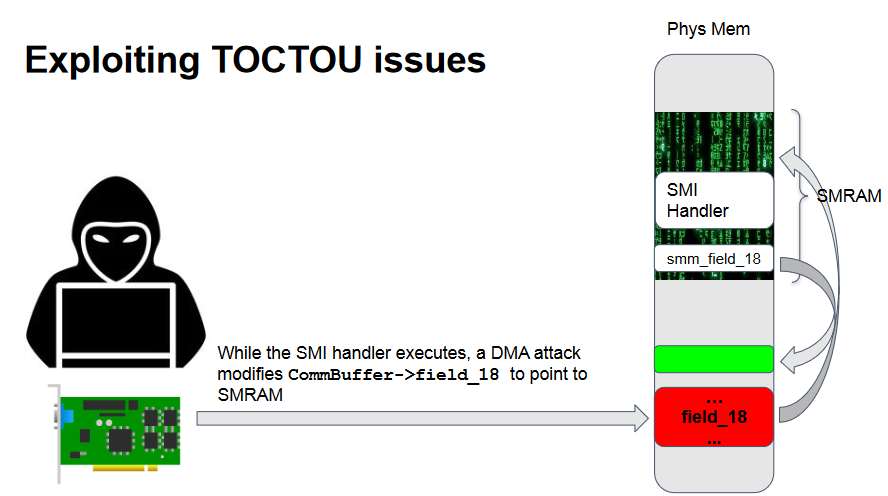 Phys Mem
Exploiting TOCTOU issues
SMI
Handler
SMRAM
smm_field_18
While the SMI handler executes, a DMA attack
modifies CommBuffer->field_18 to point to
SMRAM
...
field_18
...